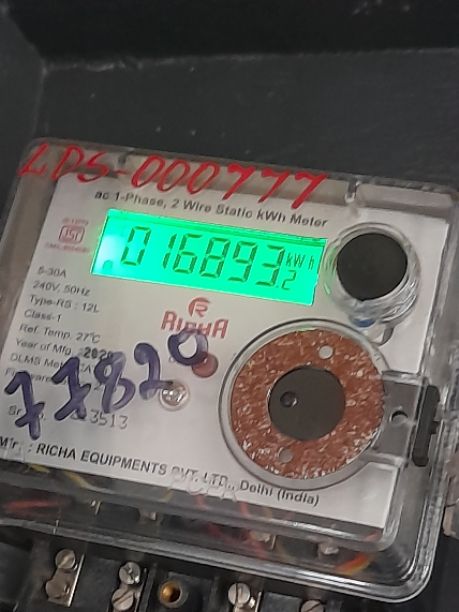 LDS-000777
ac 1-Phase, 2 Wire Static kWh Meter
016893.2 kWh
5-30A
240V, 50Hz
Type-RS : 12L
Class-1
Ref. Temp. 27°C
Year of Mfg. : 2020
RICHA
DLMS
77820
3513
RICHA EQUIPMENTS PVT. LTD., Delhi (India)